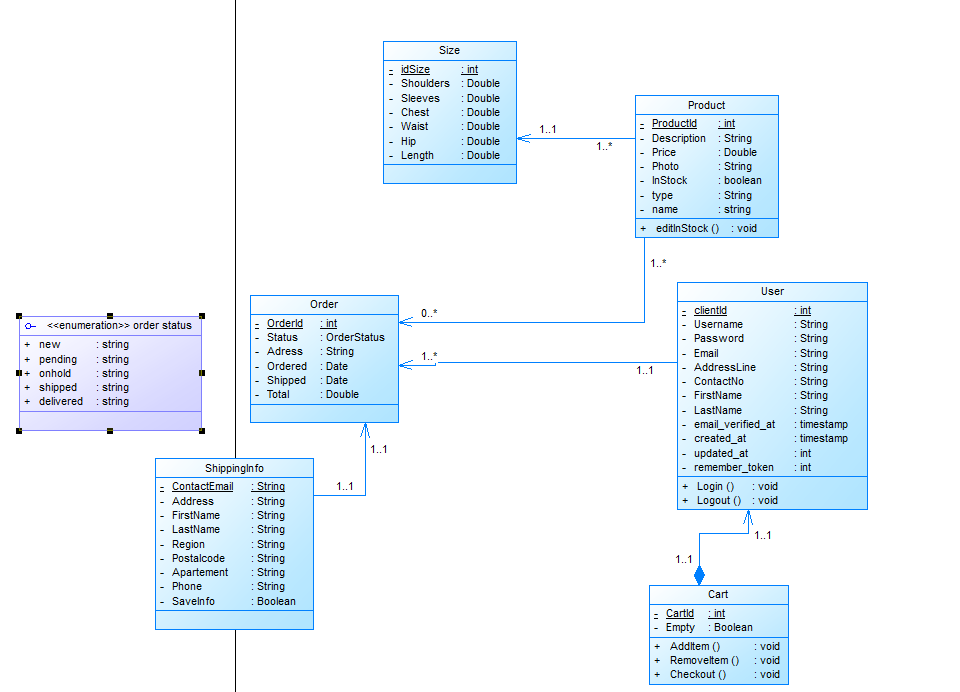 Size
- idSize : int
- Shoulders : Double
- Sleeves : Double
- Chest : Double
- Waist : Double
- Hip : Double
- Length : Double
1..1
1..*
Product
- ProductId : int
- Description : String
- Price : Double
- Photo : String
- InStock : boolean
- type : String
- name : string
+ editInStock () : void
1..*
0..*
Order
- OrderId : int
- Status : OrderStatus
- Adress : String
- Ordered : Date
- Shipped : Date
- Total : Double
1..*
1..1
User
- clientId : int
- Username : String
- Password : String
- Email : String
- AddressLine : String
- ContactNo : String
- FirstName : String
- LastName : String
- email_verified_at : timestamp
- created_at : timestamp
- updated_at : int
- remember_token : int
+ Login () : void
+ Logout () : void
<<enumeration>> order status
+ new : string
+ pending : string
+ onhold : string
+ shipped : string
+ delivered : string
1..1
1..1
ShippingInfo
- ContactEmail : String
- Address : String
- FirstName : String
- LastName : String
- Region : String
- Postalcode : String
- Apartement : String
- Phone : String
- SaveInfo : Boolean
1..1
1..1
Cart
- CartId : int
- Empty : Boolean
+ AddItem () : void
+ RemoveItem () : void
+ Checkout () : void